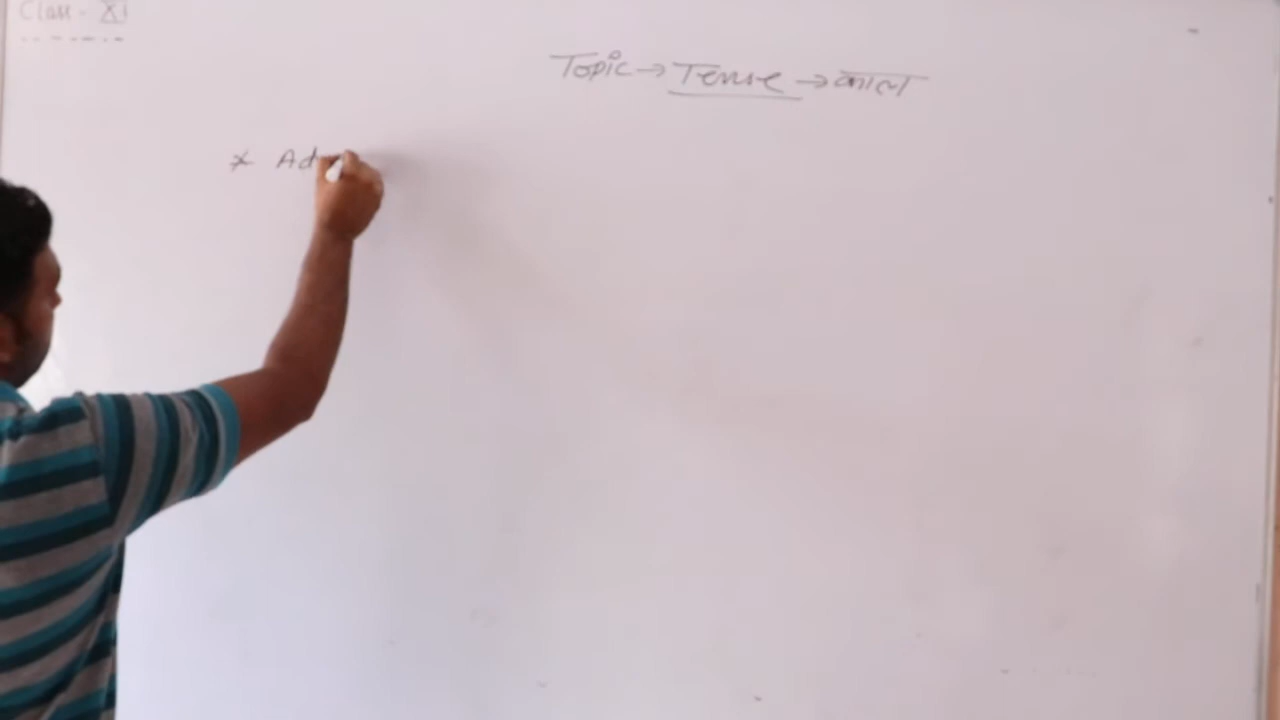 Class - XI
Topic → Tense → काल
* Ad